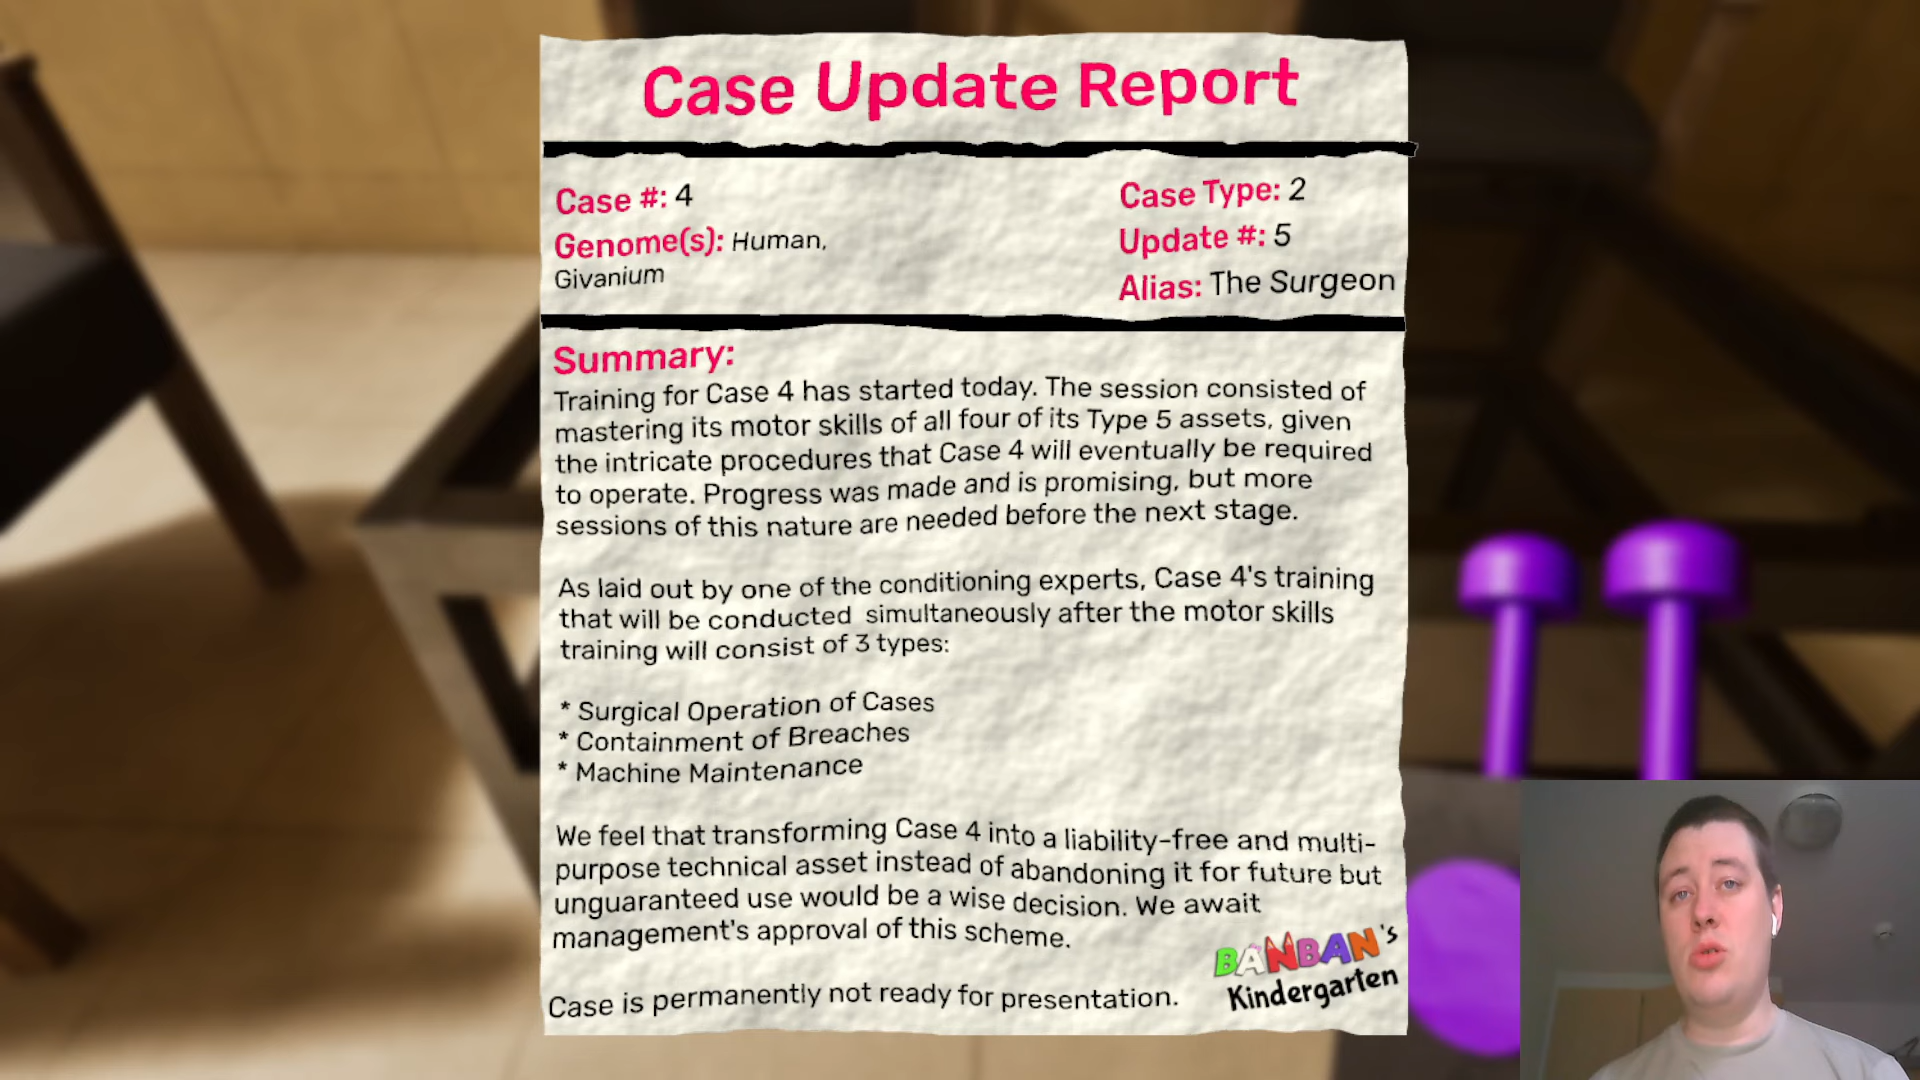 Case Update Report
Case #: 4
Genome(s): Human,
Givanium
Case Type: 2
Update #: 5
Alias: The Surgeon
Summary:
Training for Case 4 has started today. The session consisted of
mastering its motor skills of all four of its Type 5 assets, given
the intricate procedures that Case 4 will eventually be required
to operate. Progress was made and is promising, but more
sessions of this nature are needed before the next stage.
As laid out by one of the conditioning experts, Case 4's training
that will be conducted simultaneously after the motor skills
training will consist of 3 types:
* Surgical Operation of Cases
* Containment of Breaches
* Machine Maintenance
We feel that transforming Case 4 into a liability-free and multi-
purpose technical asset instead of abandoning it for future but
unguaranteed use would be a wise decision. We await
management's approval of this scheme.
Case is permanently not ready for presentation.
BANBAN's
Kindergarten